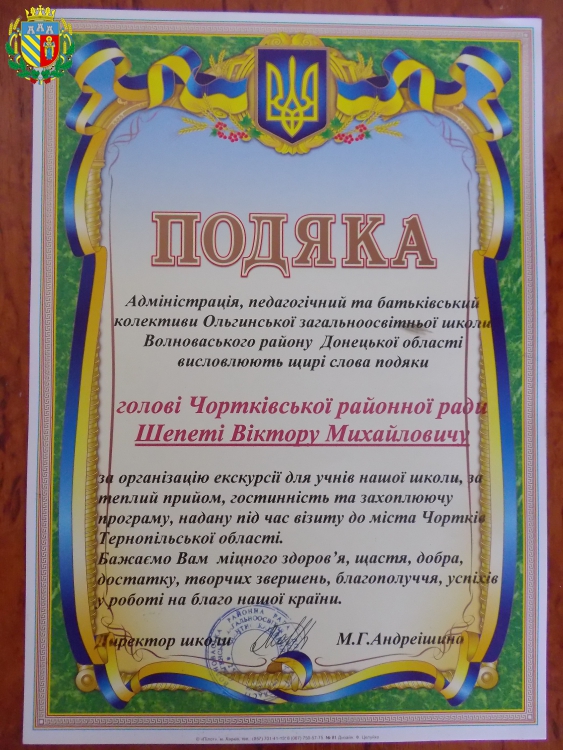 ПОДЯКА
Адміністрація, педагогічний та батьківський
колективи Ольгинської загальноосвітньої школи
Волноваського району Донецької області
висловлюють щирі слова подяки
голові Чортківської районної ради
Шепеті Віктору Михайловичу
за організацію екскурсії для учнів нашої школи, за
теплий прийом, гостинність та захоплюючу
програму, надану під час візиту до міста Чортків
Тернопільської області.
Бажаємо Вам міцного здоров’я, щастя, добра,
достатку, творчих звершень, благополуччя, успіхів
у роботі на благо нашої країни.
Директор школи М.Г.Андреішина